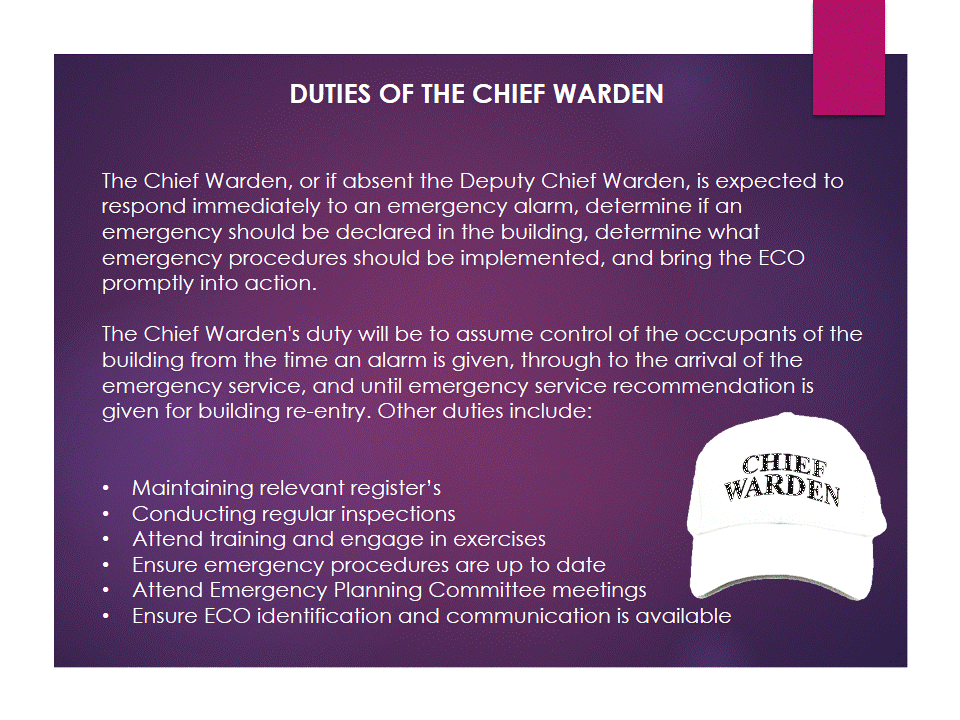 DUTIES OF THE CHIEF WARDEN
The Chief Warden, or if absent the Deputy Chief Warden, is expected to
respond immediately to an emergency alarm, determine if an
emergency should be declared in the building, determine what
emergency procedures should be implemented, and bring the ECO
promptly into action.
The Chief Warden's duty will be to assume control of the occupants of the
building from the time an alarm is given, through to the arrival of the
emergency service, and until emergency service recommendation is
given for building re-entry. Other duties include:
• Maintaining relevant register’s
• Conducting regular inspections
• Attend training and engage in exercises
• Ensure emergency procedures are up to date
• Attend Emergency Planning Committee meetings
• Ensure ECO identification and communication is available
CHIEF
WARDEN